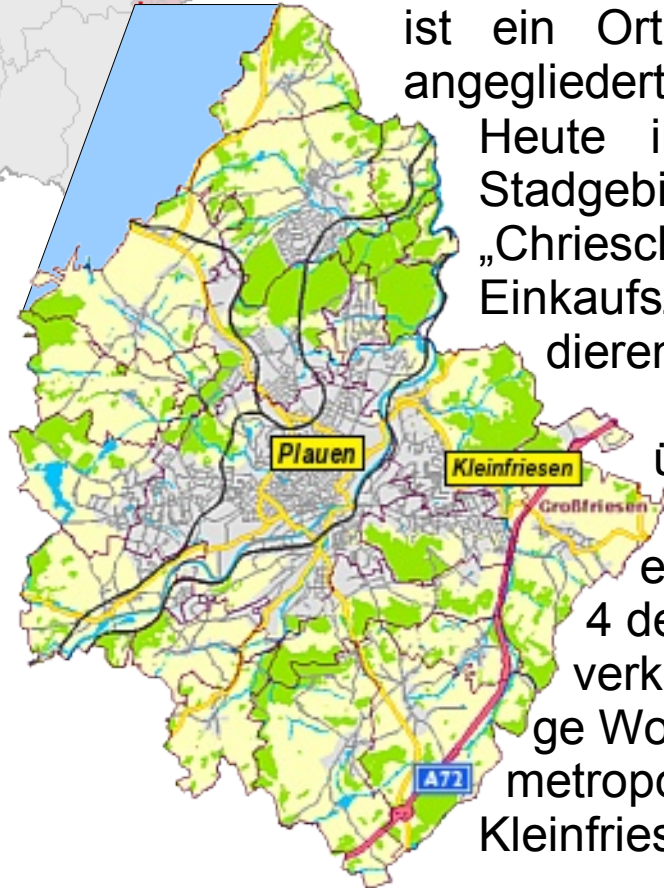 ist ein Ort
angegliedert
Heute i
Stadgebi
„Chriesch
Einkaufs
dieren
ü
e
4 de
verk
ge Wo
metropo
Kleinfries
Plauen
Kleinfriesen
Großfriesen
A72